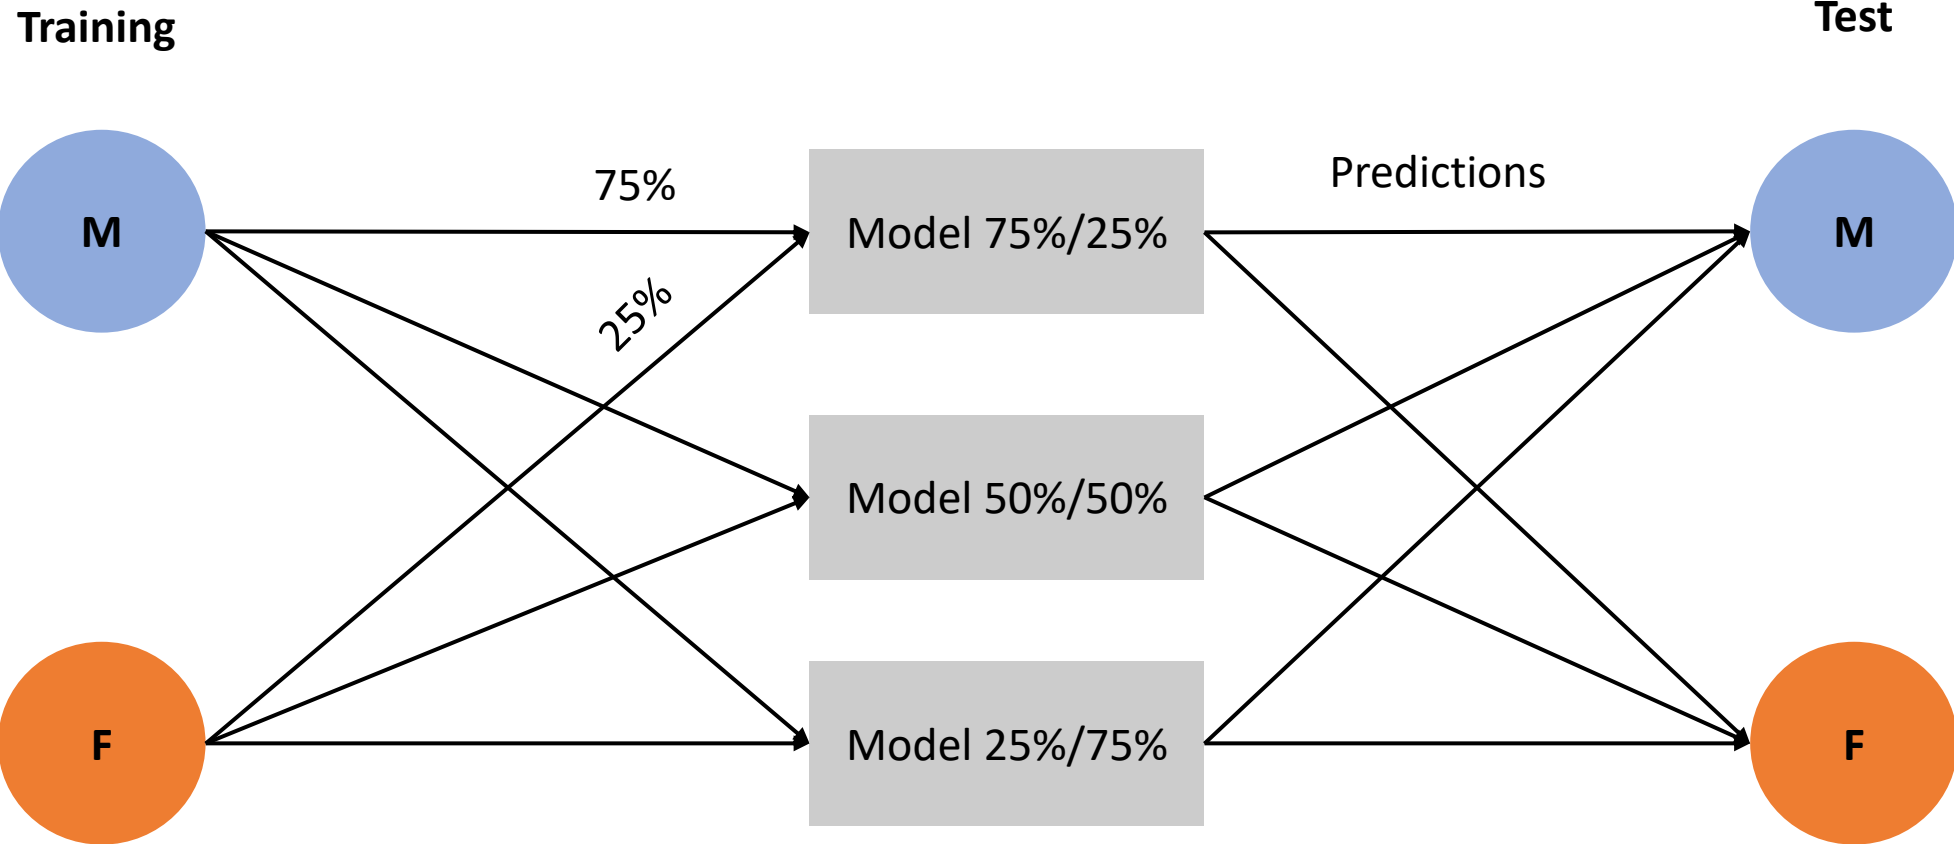 Training
Test
75%
Predictions
M
Model 75%/25%
M
25%
Model 50%/50%
F
Model 25%/75%
F